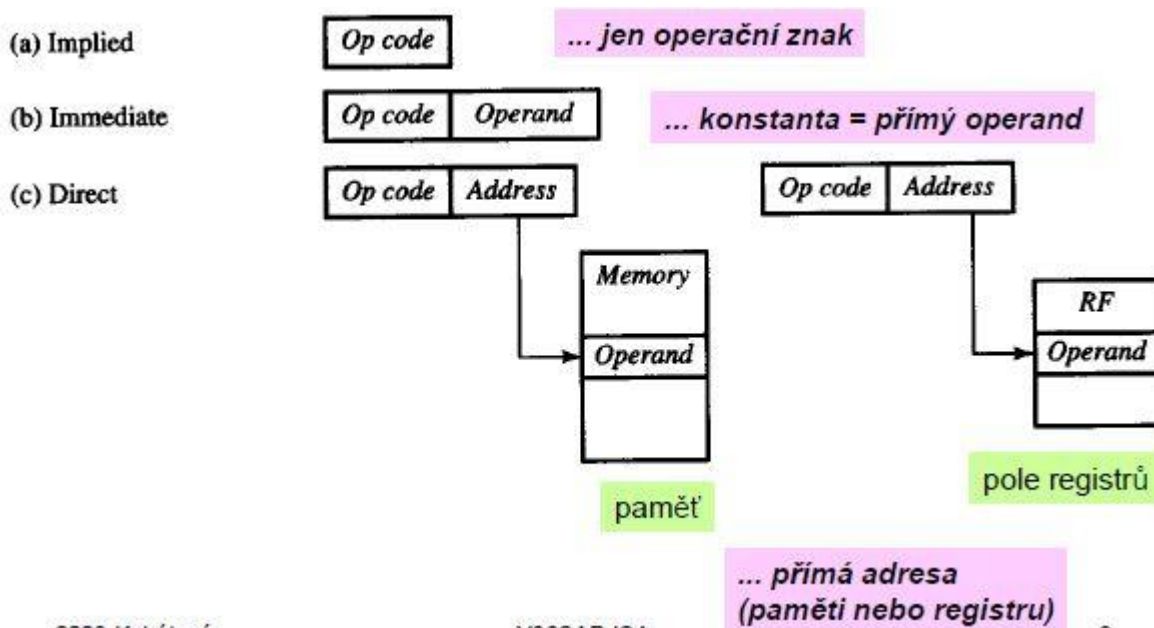 (a) Implied
Op code
... jen operační znak
(b) Immediate
Op code Operand
... konstanta = přímý operand
(c) Direct
Op code Address
Op code Address
Memory
Operand
RF
Operand
paměť
pole registrů
... přímá adresa
(paměti nebo registru)